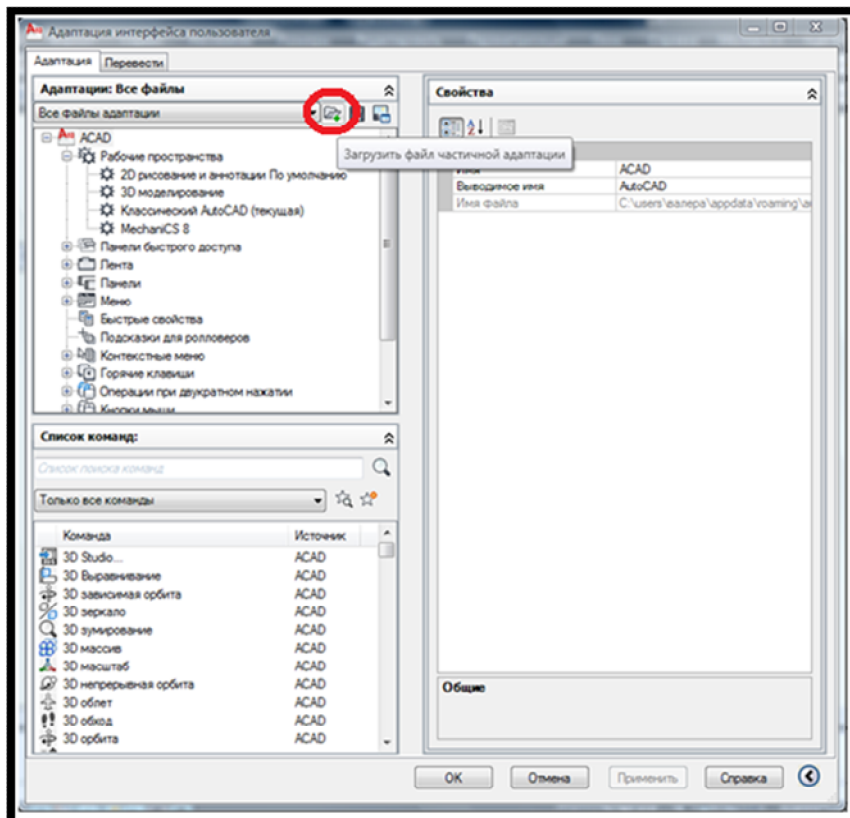 Адаптация интерфейса пользователя
Адаптация Перевести
Адаптации: Все файлы
Все файлы адаптации
ACAD
Рабочие пространства
2D рисование и аннотации По умолчанию
3D моделирование
Классический AutoCAD (текущая)
MechaniCS 8
Панели быстрого доступа
Лента
Панели
Меню
Быстрые свойства
Подсказки для ролловеров
Контекстные меню
Горячие клавиши
Операции при двукратном нажатии
Кнопки мыши
Список команд:
Список поиска команд
Только все команды
Команда Источник
3D Studio... ACAD
3D Выравнивание ACAD
3D зависимая орбита ACAD
3D зеркало ACAD
3D зумирование ACAD
3D массив ACAD
3D масштаб ACAD
3D непрерывная орбита ACAD
3D облет ACAD
3D обход ACAD
3D орбита ACAD
Свойства
Загрузить файл частичной адаптации
Имя ACAD
Выводимое имя AutoCAD
Имя файла C:\users\валера\appdata\roaming\au
Общие
ОК Отмена Применить Справка